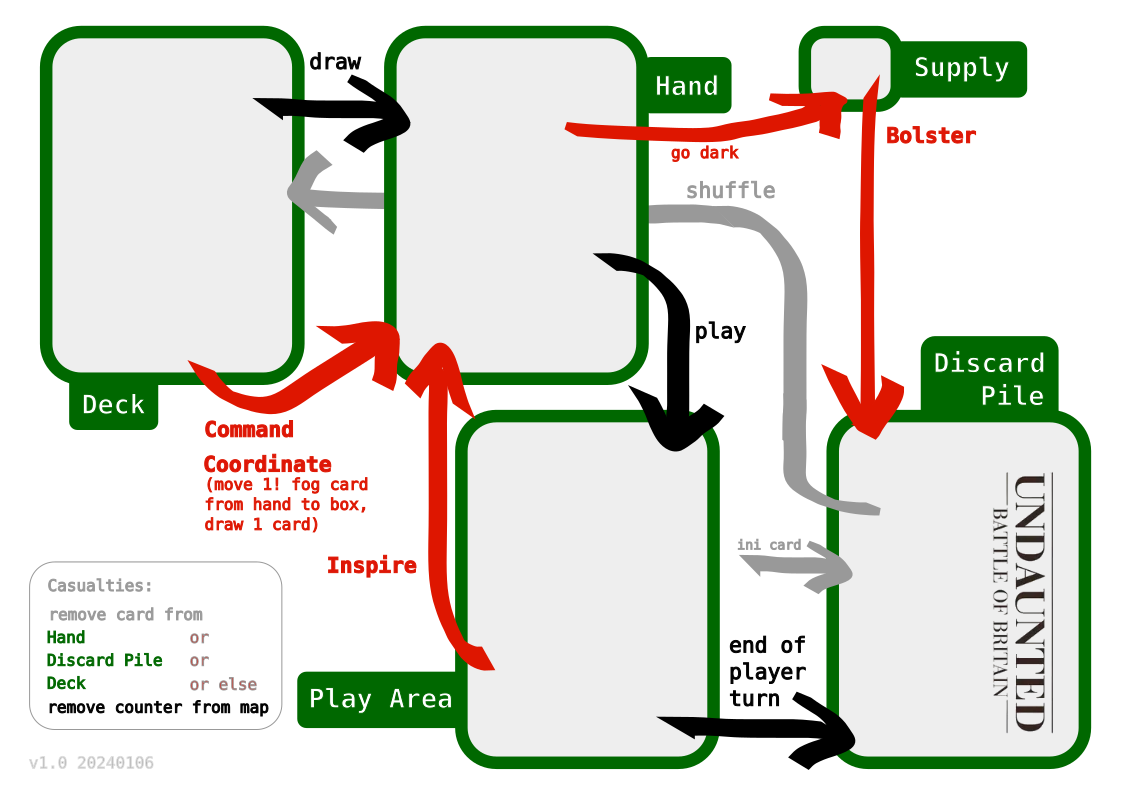 draw
Hand
Supply
go dark
Bolster
shuffle
play
Discard
Pile
Deck
Command
Coordinate
(move 1! fog card
from hand to box,
draw 1 card)
Inspire
ini card
UNDAUNTED
BATTLE OF BRITAIN
Casualties:
remove card from
Hand or
Discard Pile or
Deck or else
remove counter from map
end of
player
turn
Play Area
v1.0 20240106